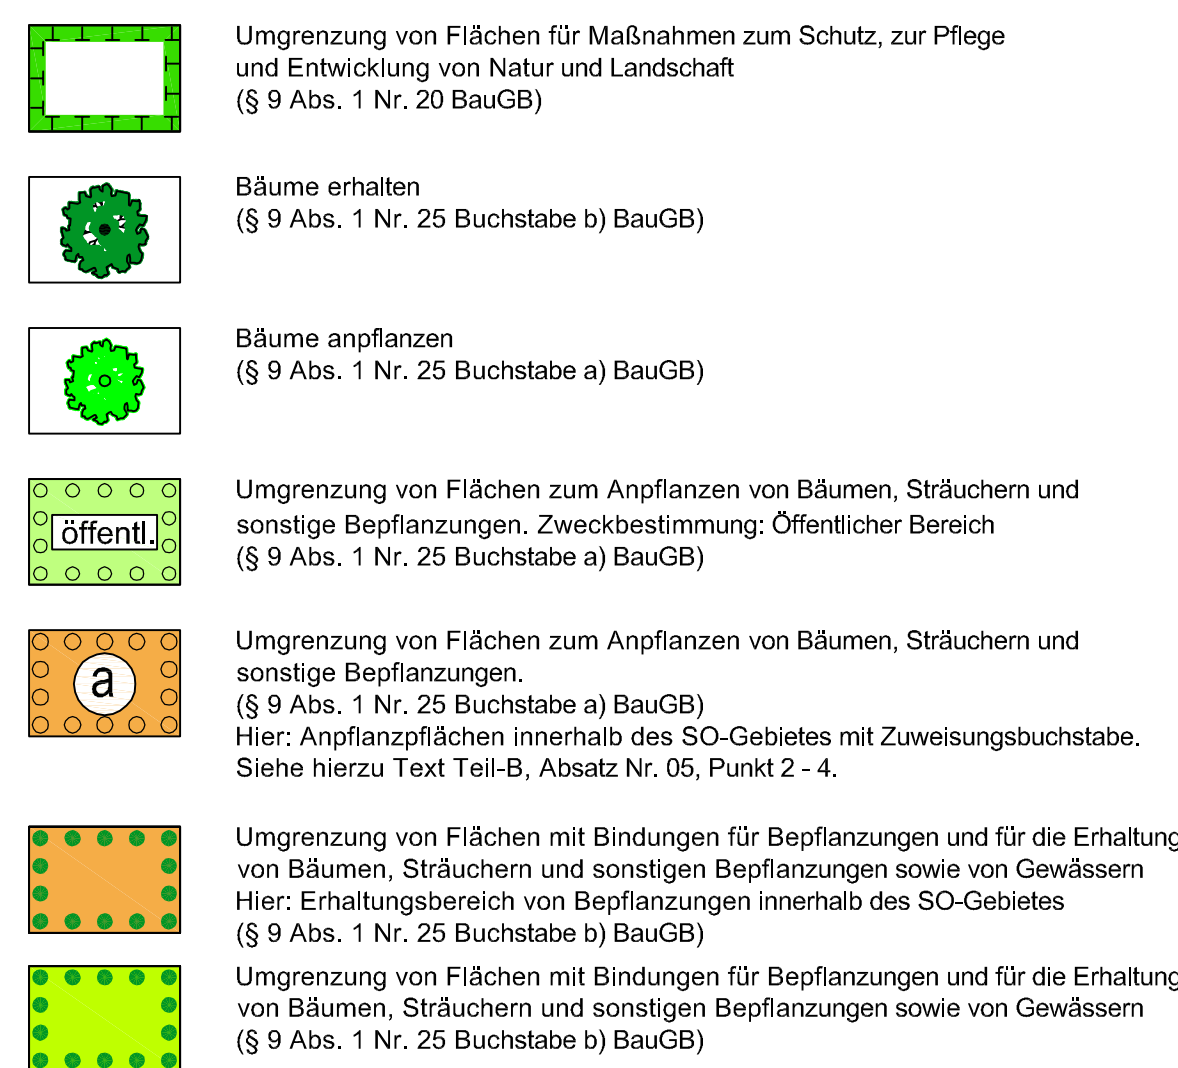 Umgrenzung von Flächen für Maßnahmen zum Schutz, zur Pflege
und Entwicklung von Natur und Landschaft
(§ 9 Abs. 1 Nr. 20 BauGB)
Bäume erhalten
(§ 9 Abs. 1 Nr. 25 Buchstabe b) BauGB)
Bäume anpflanzen
(§ 9 Abs. 1 Nr. 25 Buchstabe a) BauGB)
öffentl.
Umgrenzung von Flächen zum Anpflanzen von Bäumen, Sträuchern und
sonstige Bepflanzungen. Zweckbestimmung: Öffentlicher Bereich
(§ 9 Abs. 1 Nr. 25 Buchstabe a) BauGB)
a
Umgrenzung von Flächen zum Anpflanzen von Bäumen, Sträuchern und
sonstige Bepflanzungen.
(§ 9 Abs. 1 Nr. 25 Buchstabe a) BauGB)
Hier: Anpflanzpflächen innerhalb des SO-Gebietes mit Zuweisungsbuchstabe.
Siehe hierzu Text Teil-B, Absatz Nr. 05, Punkt 2 - 4.
Umgrenzung von Flächen mit Bindungen für Bepflanzungen und für die Erhaltung
von Bäumen, Sträuchern und sonstigen Bepflanzungen sowie von Gewässern
Hier: Erhaltungsbereich von Bepflanzungen innerhalb des SO-Gebietes
(§ 9 Abs. 1 Nr. 25 Buchstabe b) BauGB)
Umgrenzung von Flächen mit Bindungen für Bepflanzungen und für die Erhaltung
von Bäumen, Sträuchern und sonstigen Bepflanzungen sowie von Gewässern
(§ 9 Abs. 1 Nr. 25 Buchstabe b) BauGB)